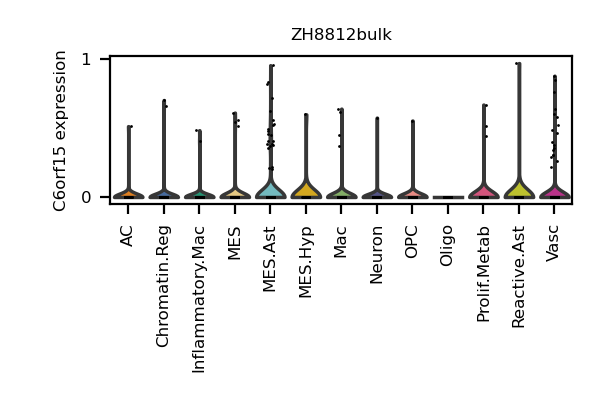 ZH8812bulk
C6orf15 expression
1
0
AC
Chromatin.Reg
Inflammatory.Mac
MES
MES.Ast
MES.Hyp
Mac
Neuron
OPC
Oligo
Prolif.Metab
Reactive.Ast
Vasc